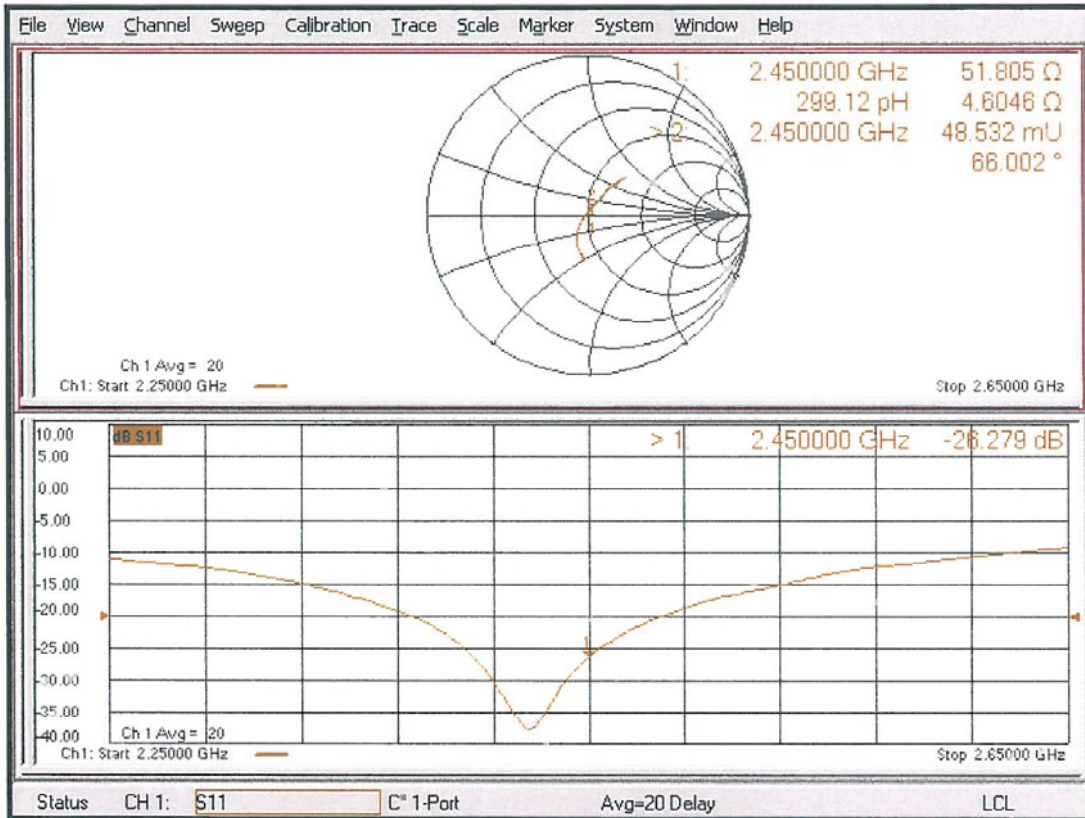 File View Channel Sweep Calibration Trace Scale Marker System Window Help
1: 2.450000 GHz 51.805 Ω
299.12 pH 4.6046 Ω
> 2: 2.450000 GHz 48.532 mU
66.002 °
Ch 1 Avg = 20
Ch1: Start 2.25000 GHz Stop 2.65000 GHz
10.00 dB S11 > 1: 2.450000 GHz -26.279 dB
5.00
0.00
-5.00
-10.00
-15.00
-20.00
1
-25.00
-30.00
-35.00
-40.00 Ch 1 Avg = 20
Ch1: Start 2.25000 GHz Stop 2.65000 GHz
Status CH 1: S11 C* 1-Port Avg=20 Delay LCL